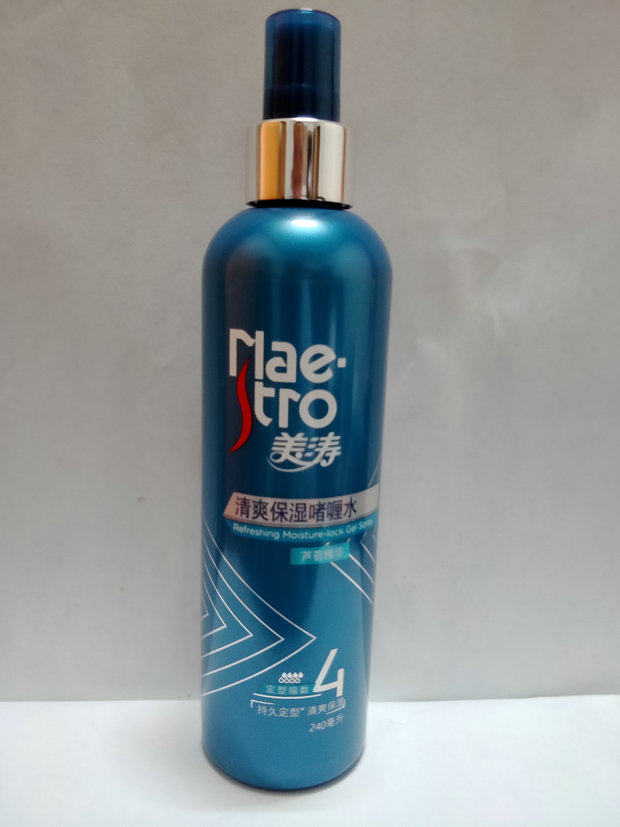 Mae·
stro
美涛
清爽保湿啫喱水
Refreshing Moisture-lock Gel Spray
芦荟精华
定型指数 4
持久定型* 清爽保湿
240毫升